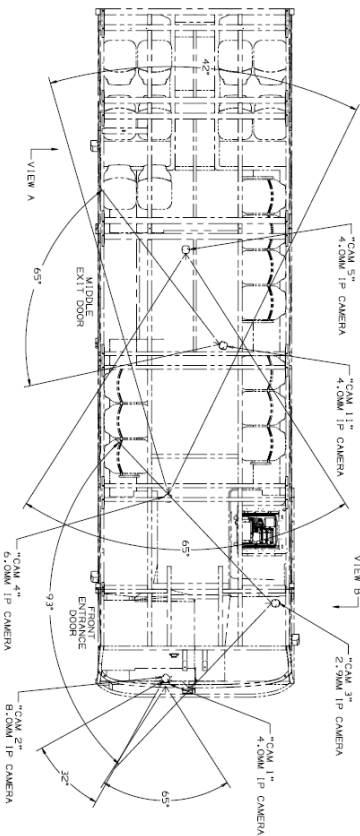 42°
VIEW A
"CAM 5"
4.0MM IP CAMERA
"CAM 11"
4.0MM IP CAMERA
65°
MIDDLE
EXIT DOOR
65°
VIEW B
"CAM 4"
6.0MM IP CAMERA
93°
FRONT
ENTRANCE
DOOR
"CAM 3"
2.9MM IP CAMERA
"CAM 2"
8.0MM IP CAMERA
32°
65°
"CAM 1"
4.0MM IP CAMERA